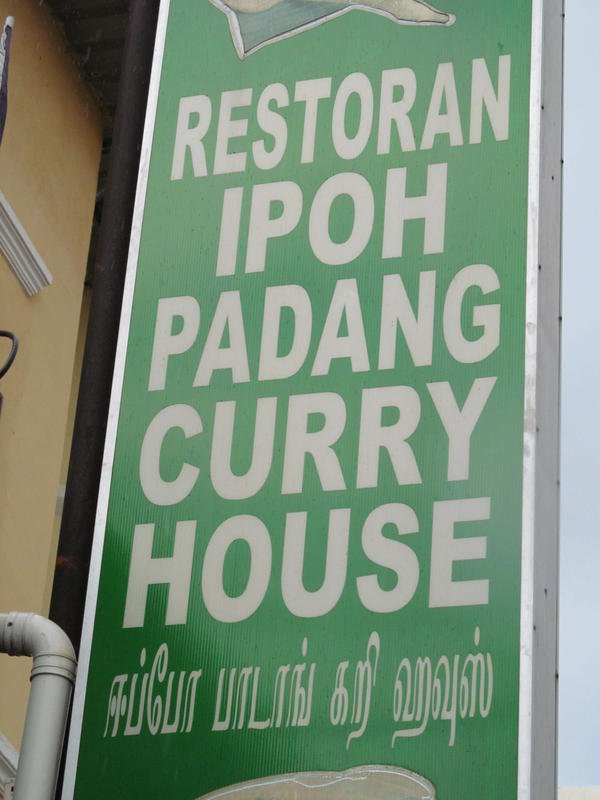 RESTORAN
IPOH
PADANG
CURRY
HOUSE
ஈப்போ பாடாங் கறி ஹவுஸ்